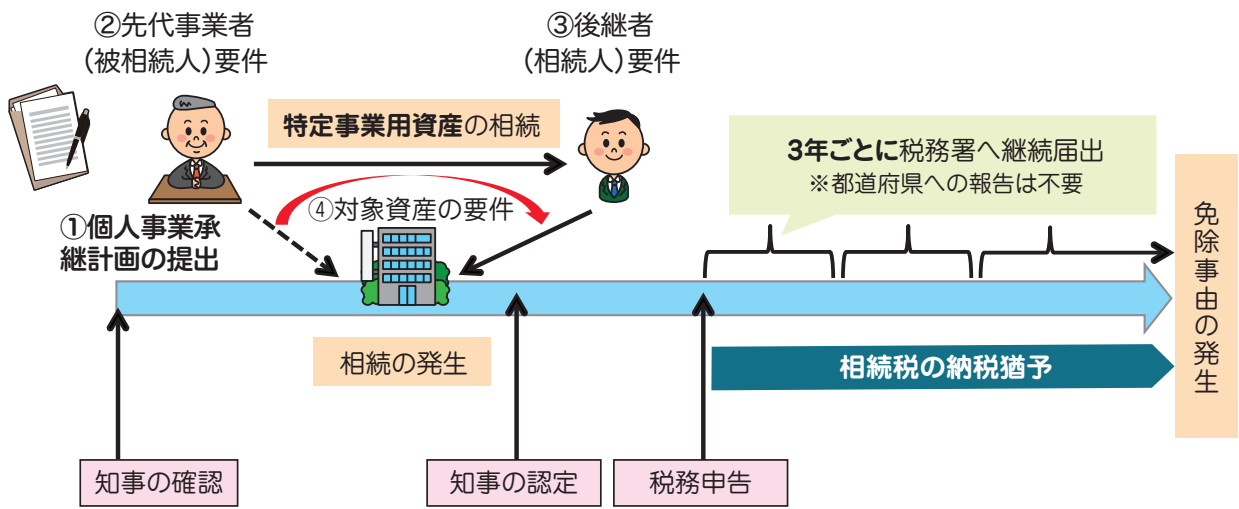 ②先代事業者
(被相続人)要件
③後継者
(相続人)要件
特定事業用資産の相続
3年ごとに税務署へ継続届出
※都道府県への報告は不要
④対象資産の要件
①個人事業承
継計画の提出
免除事由の発生
相続の発生
相続税の納税猶予
知事の確認
知事の認定
税務申告